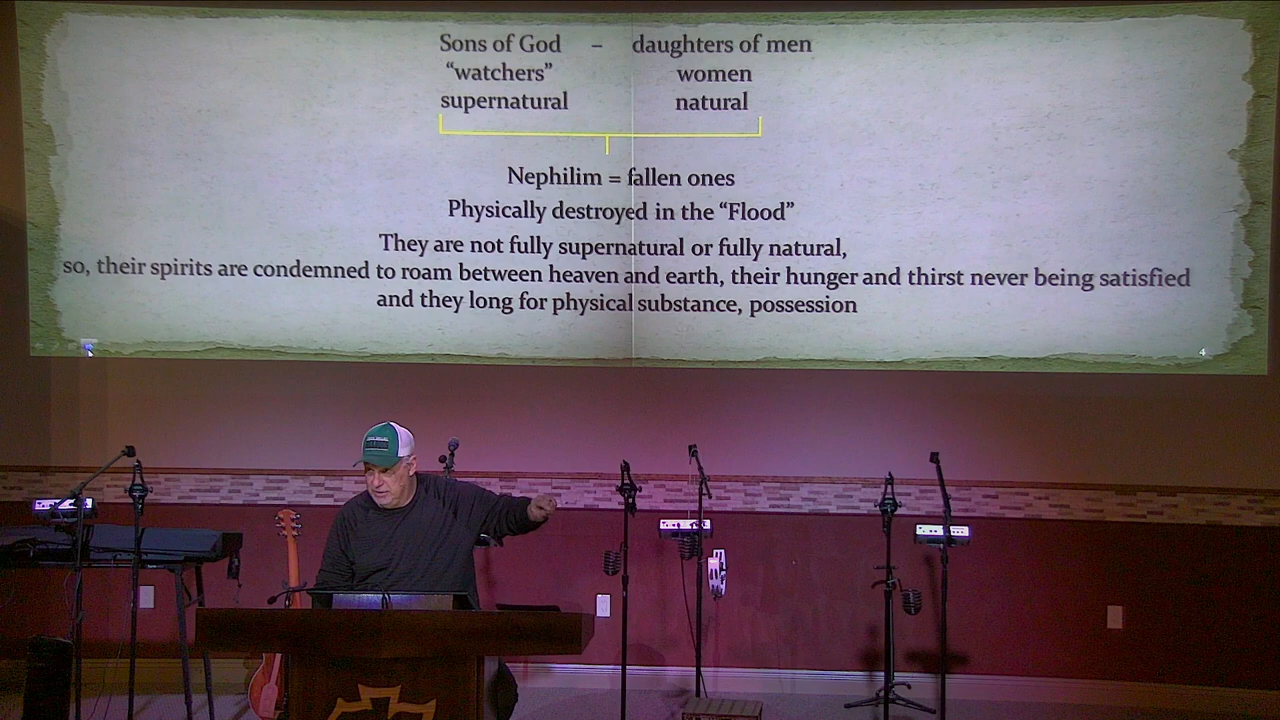 Sons of God – daughters of men
“watchers” women
supernatural natural
Nephilim = fallen ones
Physically destroyed in the “Flood”
They are not fully supernatural or fully natural,
so, their spirits are condemned to roam between heaven and earth, their hunger and thirst never being satisfied
and they long for physical substance, possession
4